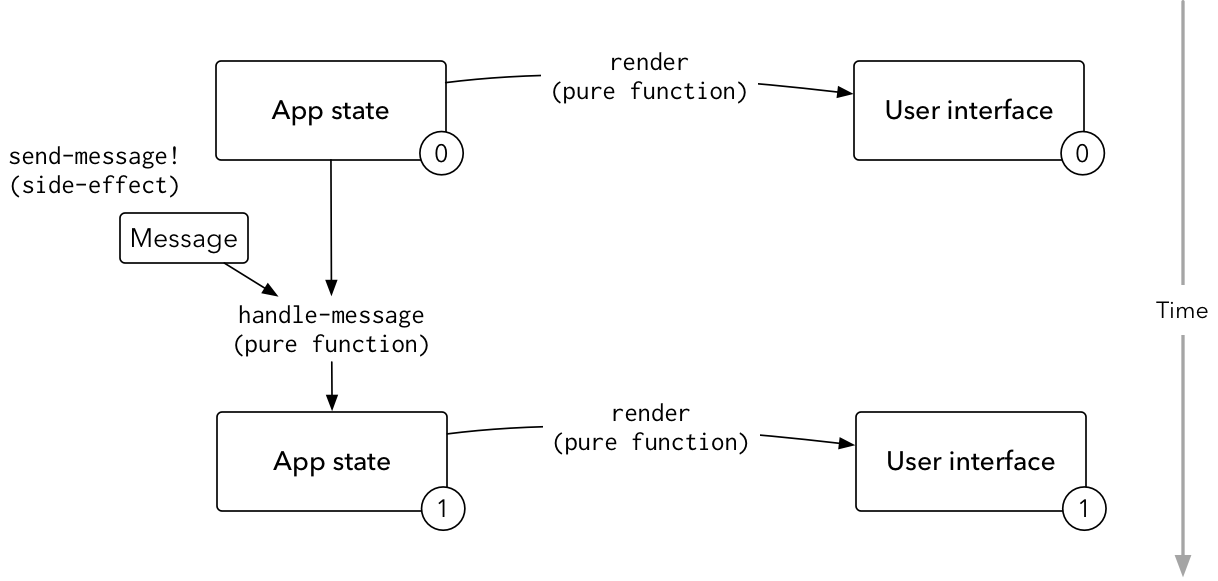 render
(pure function)
App state
User interface
0
0
send-message!
(side-effect)
Message
handle-message
(pure function)
Time
render
(pure function)
App state
User interface
1
1